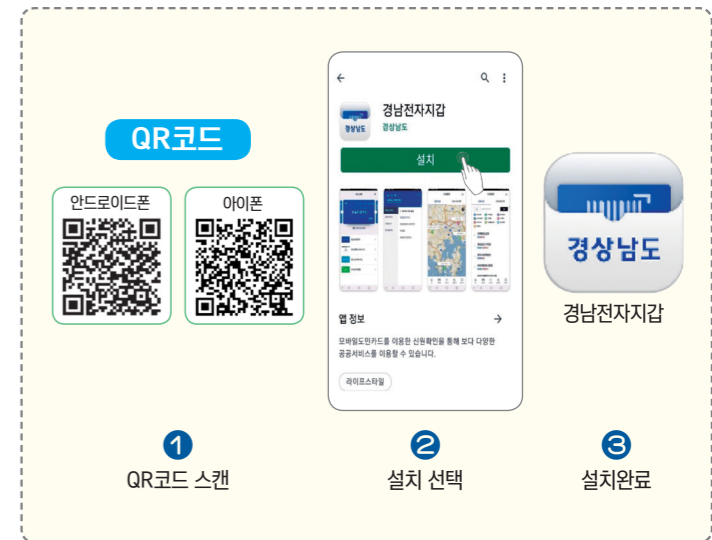 QR코드
안드로이드폰
아이폰
경남전자지갑
경상남도
경상남도
설치
앱 정보
모바일도민카드를 이용한 신원확인을 통해 보다 다양한
공공서비스를 이용할 수 있습니다.
라이프스타일
경상남도
경남전자지갑
1
QR코드 스캔
2
설치 선택
3
설치완료